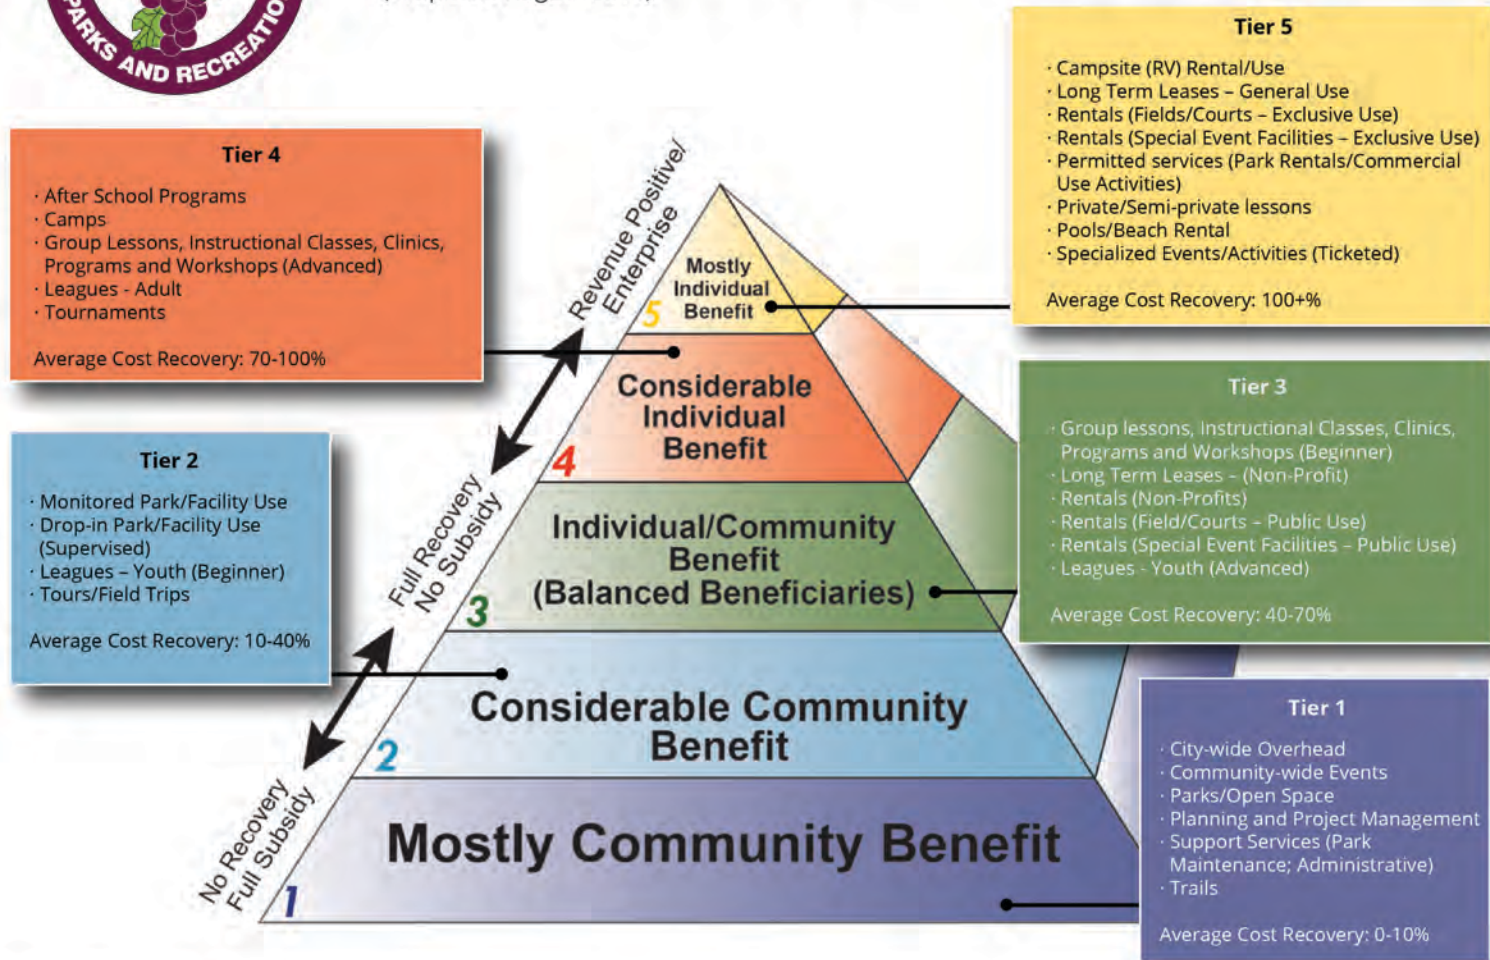 PARKS AND RECREATION
Tier 5
· Campsite (RV) Rental/Use
· Long Term Leases – General Use
· Rentals (Fields/Courts – Exclusive Use)
· Rentals (Special Event Facilities – Exclusive Use)
· Permitted services (Park Rentals/Commercial
Use Activities)
· Private/Semi-private lessons
· Pools/Beach Rental
· Specialized Events/Activities (Ticketed)
Average Cost Recovery: 100+%
Tier 4
· After School Programs
· Camps
· Group Lessons, Instructional Classes, Clinics,
Programs and Workshops (Advanced)
· Leagues - Adult
· Tournaments
Average Cost Recovery: 70-100%
Revenue Positive/
Enterprise
Mostly
Individual
Benefit
5
Considerable
Individual
Benefit
4
Tier 3
· Group lessons, Instructional Classes, Clinics,
Programs and Workshops (Beginner)
· Long Term Leases – (Non-Profit)
· Rentals (Non-Profits)
· Rentals (Field/Courts – Public Use)
· Rentals (Special Event Facilities – Public Use)
· Leagues - Youth (Advanced)
Average Cost Recovery: 40-70%
Tier 2
· Monitored Park/Facility Use
· Drop-in Park/Facility Use
(Supervised)
· Leagues – Youth (Beginner)
· Tours/Field Trips
Average Cost Recovery: 10-40%
Full Recovery
No Subsidy
Individual/Community
Benefit
(Balanced Beneficiaries)
3
Considerable Community
Benefit
2
No Recovery
Full Subsidy
Mostly Community Benefit
1
Tier 1
· City-wide Overhead
· Community-wide Events
· Parks/Open Space
· Planning and Project Management
· Support Services (Park
Maintenance; Administrative)
· Trails
Average Cost Recovery: 0-10%